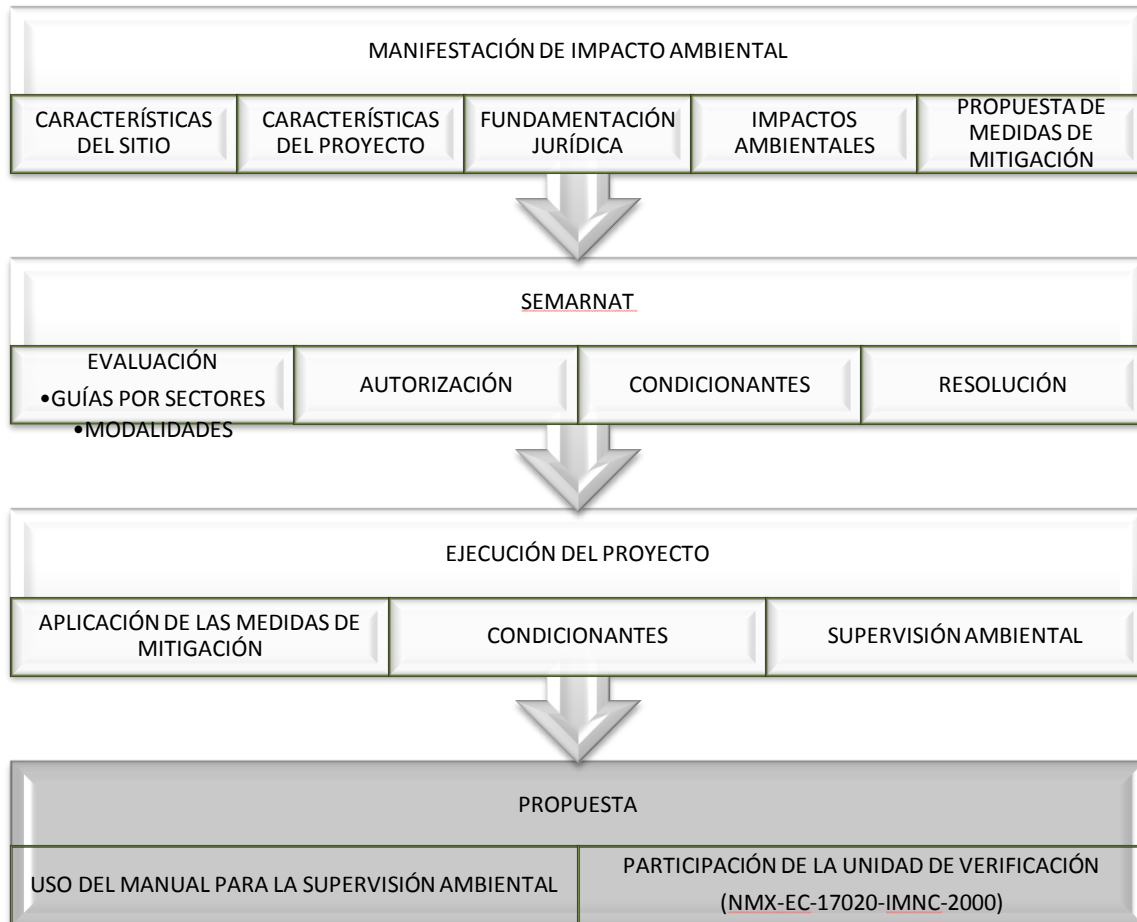 MANIFESTACIÓN DE IMPACTO AMBIENTAL
CARACTERÍSTICAS
DEL SITIO
CARACTERÍSTICAS
DEL PROYECTO
FUNDAMENTACIÓN
JURÍDICA
IMPACTOS
AMBIENTALES
PROPUESTA DE
MEDIDAS DE
MITIGACIÓN
SEMARNAT
EVALUACIÓN
•GUÍAS POR SECTORES
•MODALIDADES
AUTORIZACIÓN
CONDICIONANTES
RESOLUCIÓN
EJECUCIÓN DEL PROYECTO
APLICACIÓN DE LAS MEDIDAS DE
MITIGACIÓN
CONDICIONANTES
SUPERVISIÓN AMBIENTAL
PROPUESTA
USO DEL MANUAL PARA LA SUPERVISIÓN AMBIENTAL
PARTICIPACIÓN DE LA UNIDAD DE VERIFICACIÓN
(NMX-EC-17020-IMNC-2000)